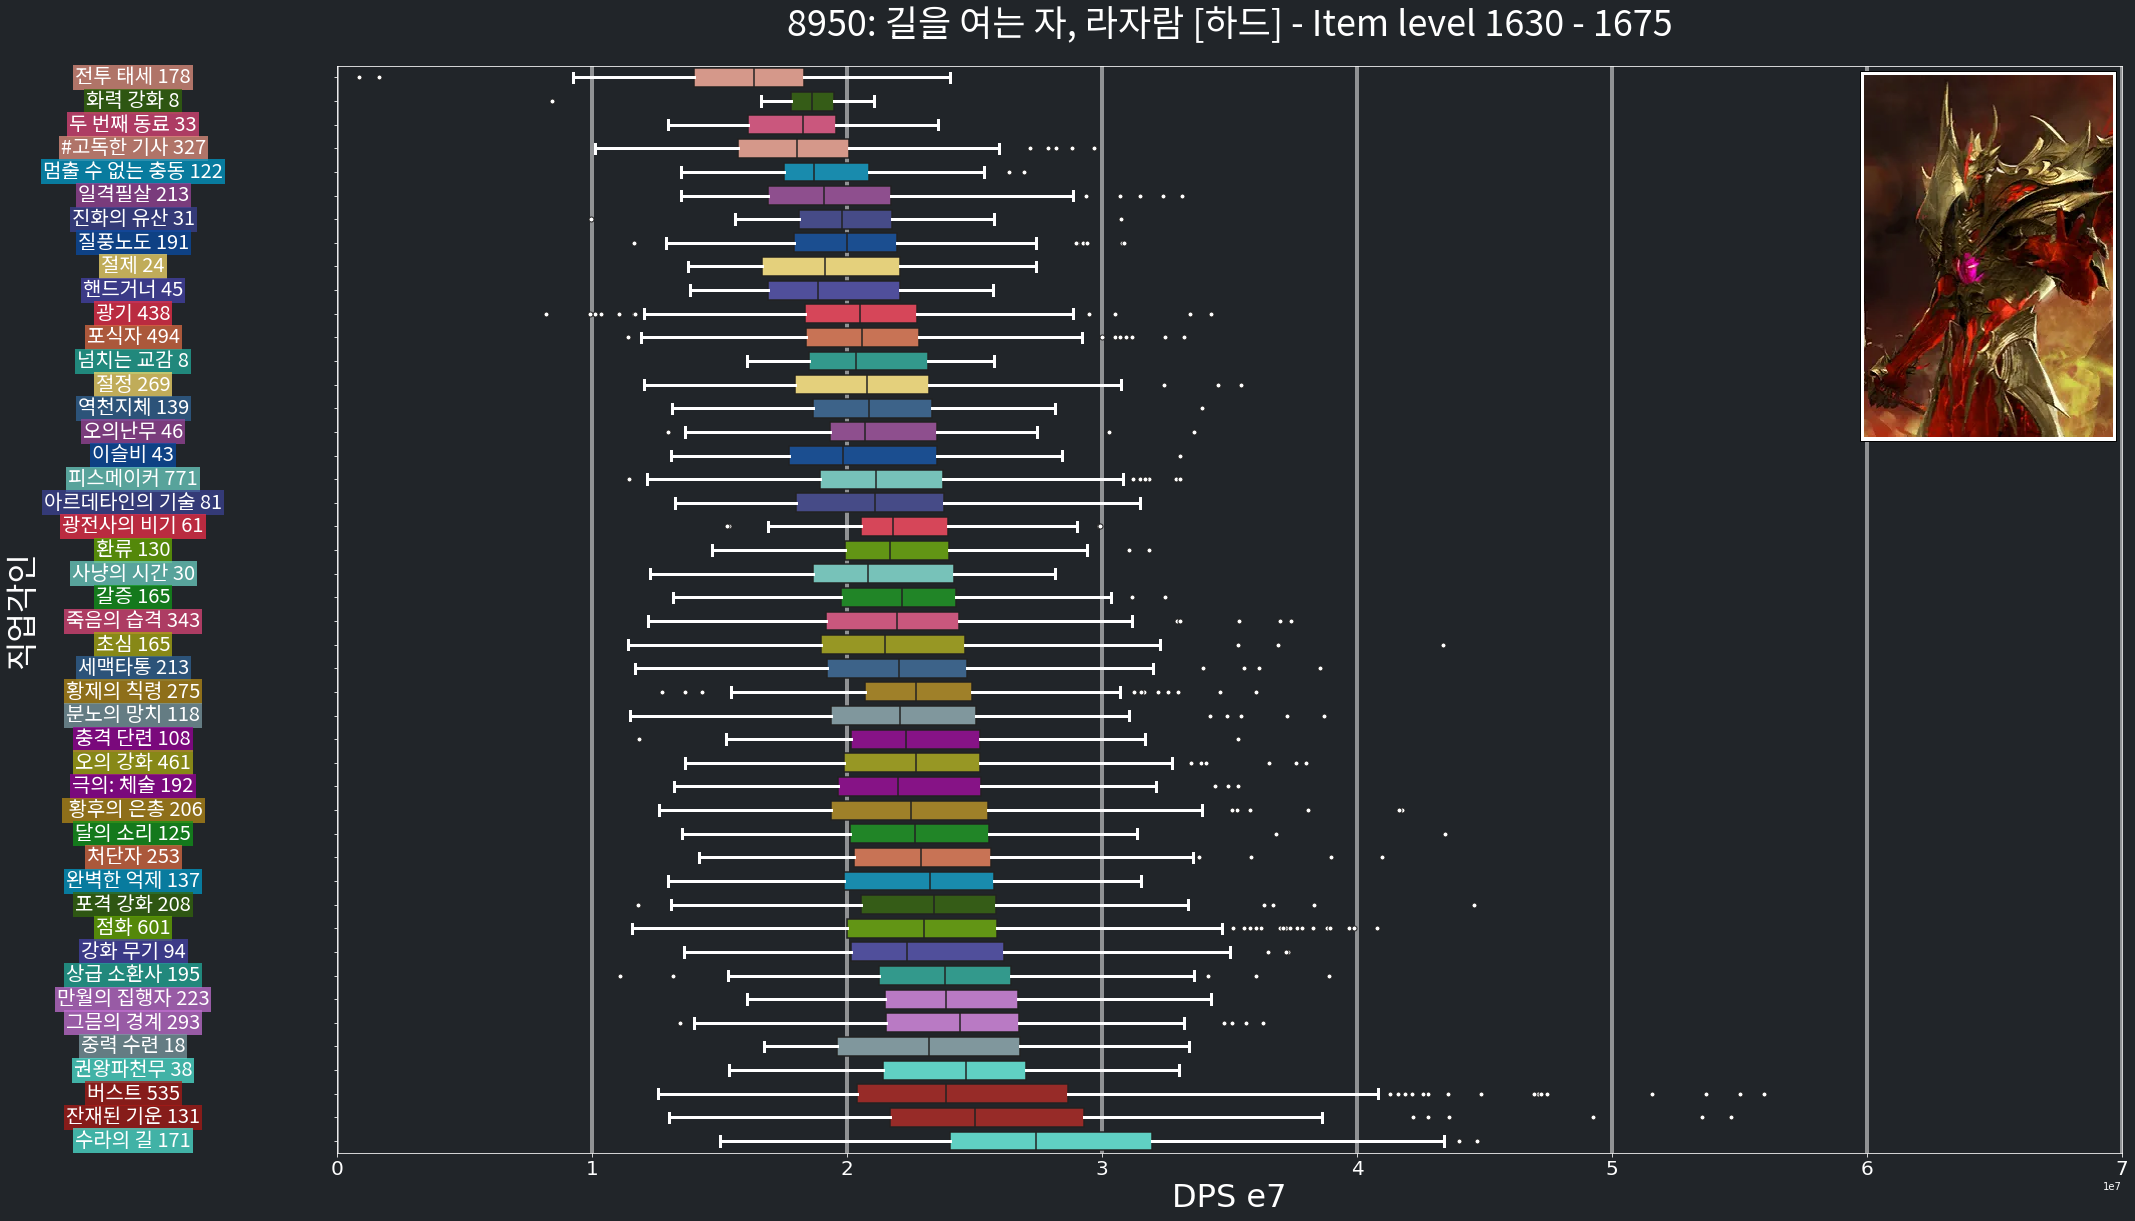 8950: 길을 여는 자, 라자람 [하드] - Item level 1630 - 1675
전투 태세 178
화력 강화 8
두 번째 동료 33
#고독한 기사 327
멈출 수 없는 충동 122
일격필살 213
진화의 유산 31
질풍노도 191
절제 24
핸드거너 45
광기 438
포식자 494
넘치는 교감 8
절정 269
역천지체 139
오의난무 46
이슬비 43
피스메이커 771
아르데타인의 기술 81
광전사의 비기 61
환류 130
사냥의 시간 30
갈증 165
죽음의 습격 343
초심 165
세맥타통 213
황제의 칙령 275
분노의 망치 118
충격 단련 108
오의 강화 461
극의: 체술 192
황후의 은총 206
달의 소리 125
처단자 253
완벽한 억제 137
포격 강화 208
점화 601
강화 무기 94
상급 소환사 195
만월의 집행자 223
그믐의 경계 293
중력 수련 18
권왕파천무 38
버스트 535
잔재된 기운 131
수라의 길 171
직업각인
0 1 2 3 4 5 6 7
DPS e7
1e7